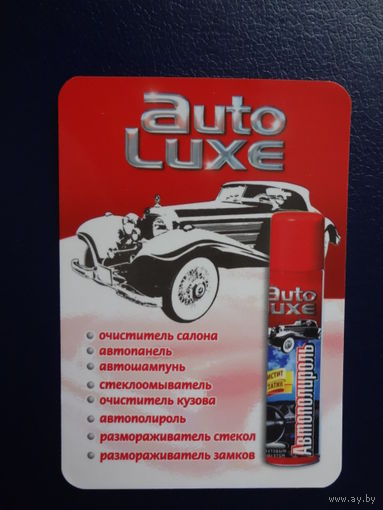 auto
Luxe
очиститель салона
автопанель
автошампунь
стеклоомыватель
очиститель кузова
автополироль
размораживатель стекол
размораживатель замков
auto
Luxe
Автополироль
www.ay.by